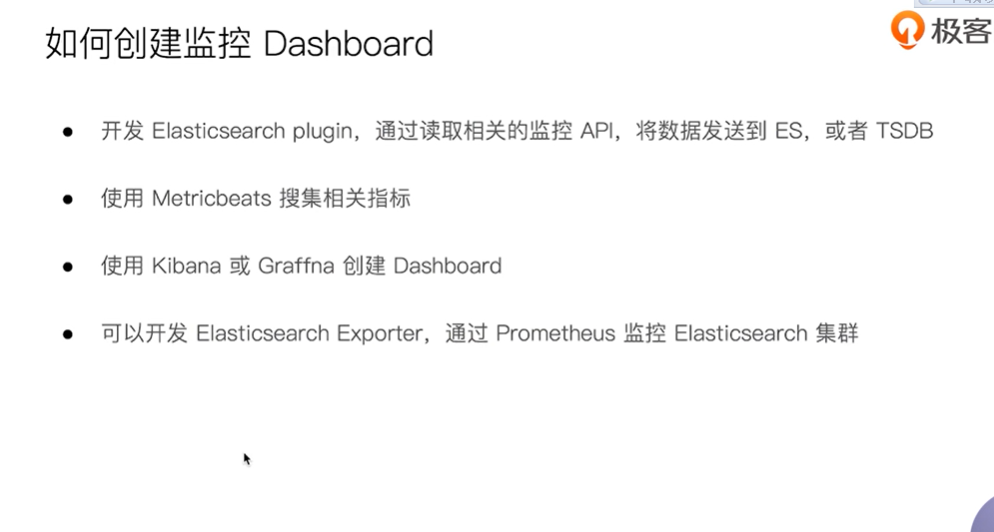 如何创建监控 Dashboard
极客
开发 Elasticsearch plugin，通过读取相关的监控 API，将数据发送到 ES，或者 TSDB
使用 Metricbeats 搜集相关指标
使用 Kibana 或 Graffna 创建 Dashboard
可以开发 Elasticsearch Exporter，通过 Prometheus 监控 Elasticsearch 集群